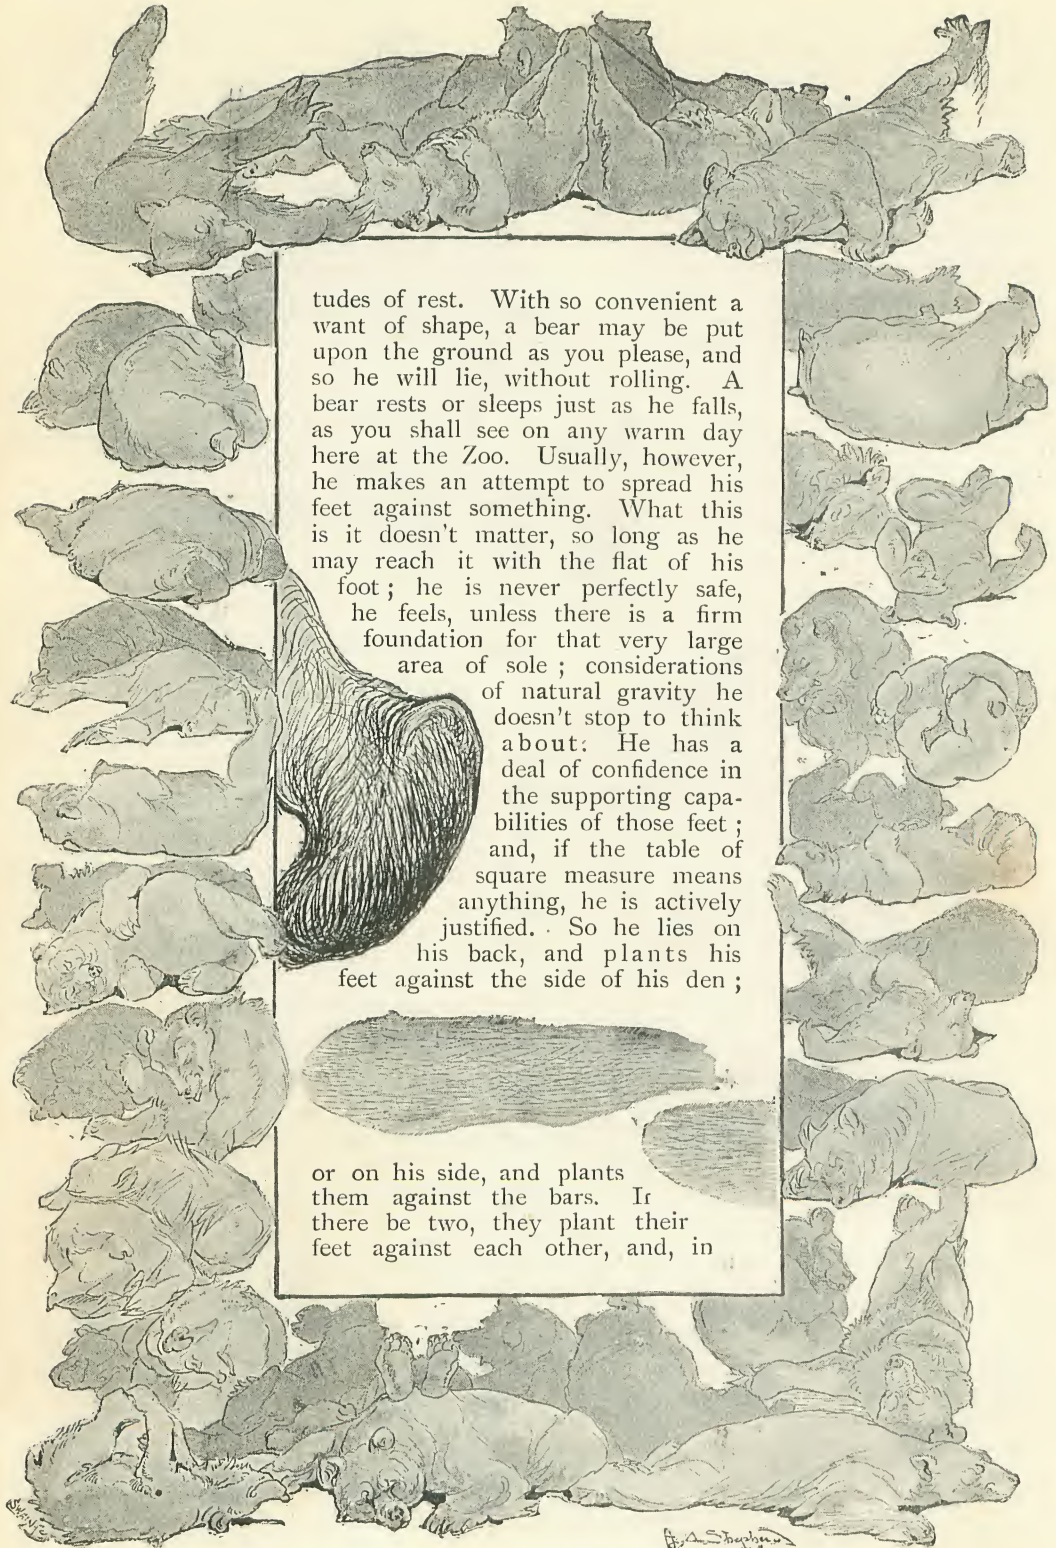 tudes of rest. With so convenient a
want of shape, a bear may be put
upon the ground as you please, and
so he will lie, without rolling. A
bear rests or sleeps just as he falls,
as you shall see on any warm day
here at the Zoo. Usually, however,
he makes an attempt to spread his
feet against something. What this
is it doesn't matter, so long as he
may reach it with the flat of his
foot ; he is never perfectly safe,
he feels, unless there is a firm
foundation for that very large
area of sole ; considerations
of natural gravity he
doesn't stop to think
about. He has a
deal of confidence in
the supporting capa-
bilities of those feet ;
and, if the table of
square measure means
anything, he is actively
justified. So he lies on
his back, and plants his
feet against the side of his den ;
or on his side, and plants
them against the bars. If
there be two, they plant their
feet against each other, and, in
J. A. Shepherd